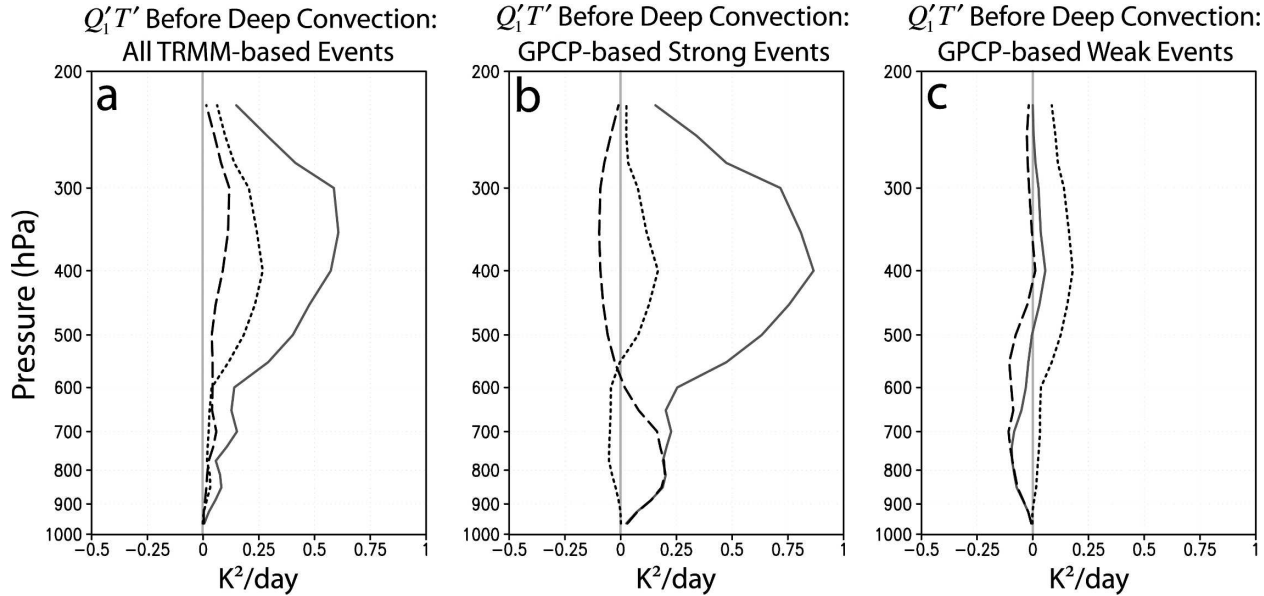 Q₁′T′ Before Deep Convection:
All TRMM-based Events
Q₁′T′ Before Deep Convection:
GPCP-based Strong Events
Q₁′T′ Before Deep Convection:
GPCP-based Weak Events
Pressure (hPa)
a
200
300
400
500
600
700
800
900
1000
−0.5 −0.25 0 0.25 0.5 0.75 1
K²/day
b
200
300
400
500
600
700
800
900
1000
−0.5 −0.25 0 0.25 0.5 0.75 1
K²/day
c
200
300
400
500
600
700
800
900
1000
−0.5 −0.25 0 0.25 0.5 0.75 1
K²/day